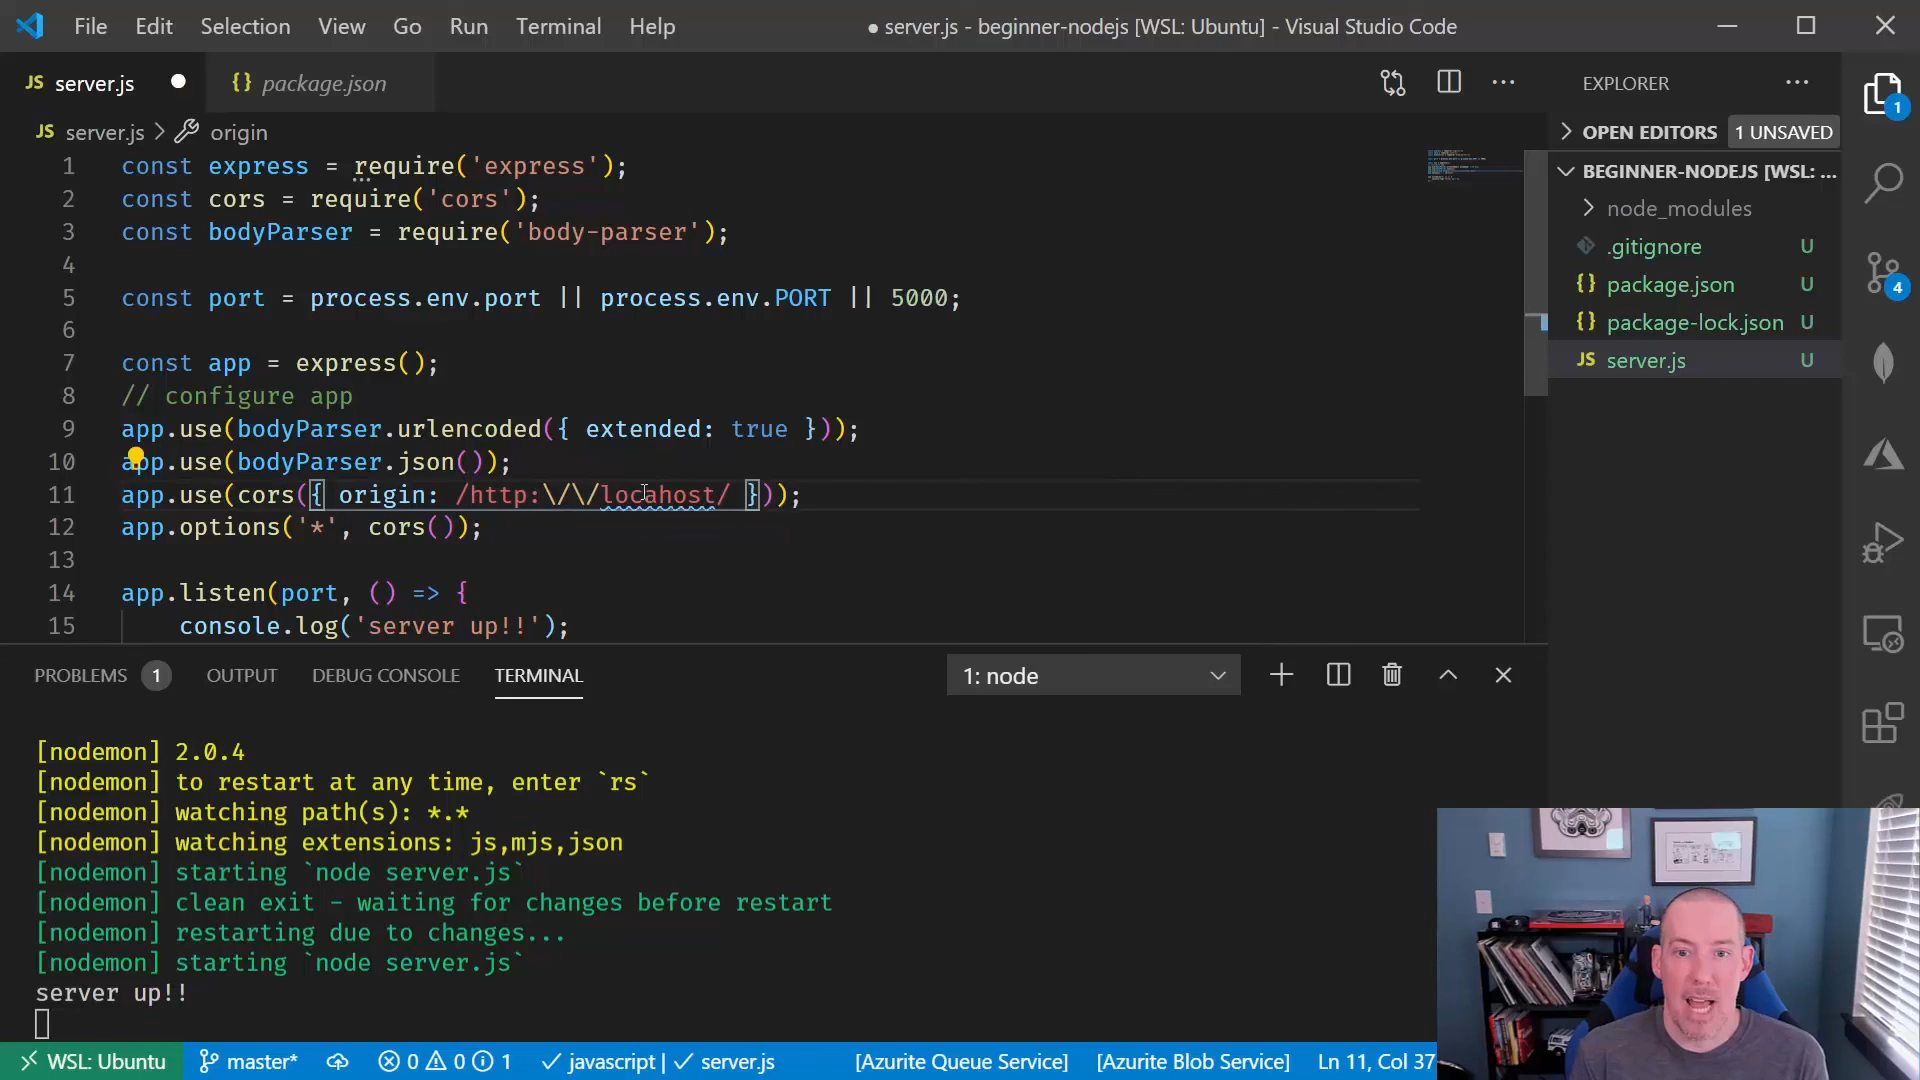 File Edit Selection View Go Run Terminal Help ● server.js - beginner-nodejs [WSL: Ubuntu] - Visual Studio Code
JS server.js ● {} package.json
JS server.js > origin
1 const express = require('express');
2 const cors = require('cors');
3 const bodyParser = require('body-parser');
4
5 const port = process.env.port || process.env.PORT || 5000;
6
7 const app = express();
8 // configure app
9 app.use(bodyParser.urlencoded({ extended: true }));
10 app.use(bodyParser.json());
11 app.use(cors({ origin: /http:\/\/locahost/ }));
12 app.options('*', cors());
13
14 app.listen(port, () => {
15 console.log('server up!!');
EXPLORER ...
OPEN EDITORS 1 UNSAVED
BEGINNER-NODEJS [WSL: ...
node_modules
.gitignore U
{} package.json U
{} package-lock.json U
JS server.js U
1
4
PROBLEMS 1 OUTPUT DEBUG CONSOLE TERMINAL 1: node
[nodemon] 2.0.4
[nodemon] to restart at any time, enter `rs`
[nodemon] watching path(s): *.*
[nodemon] watching extensions: js,mjs,json
[nodemon] starting `node server.js`
[nodemon] clean exit - waiting for changes before restart
[nodemon] restarting due to changes...
[nodemon] starting `node server.js`
server up!!
WSL: Ubuntu master* 0 0 1 javascript | server.js [Azurite Queue Service] [Azurite Blob Service] Ln 11, Col 37